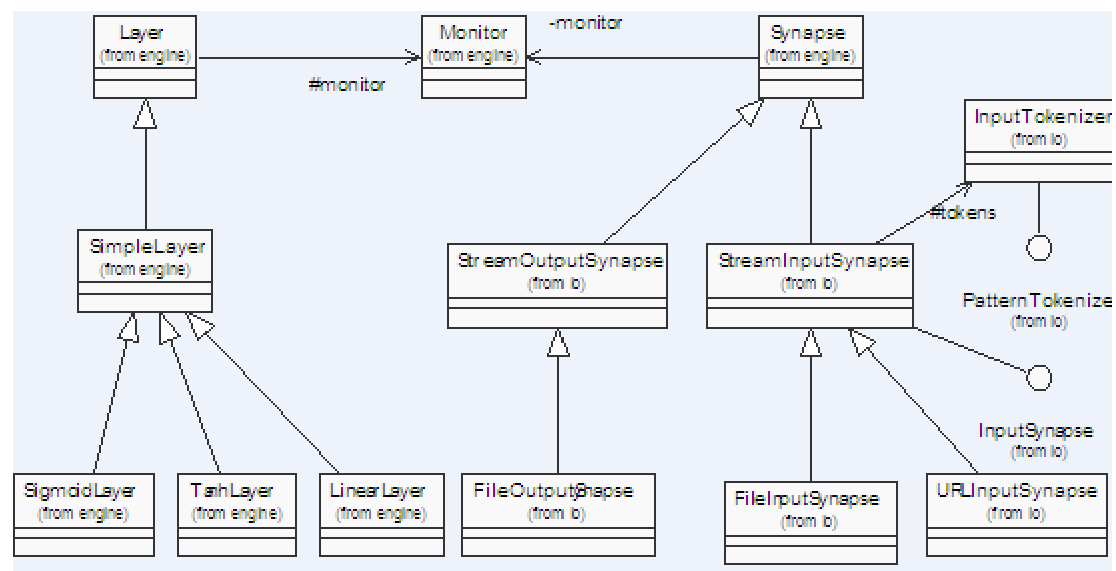 Layer
(from engine)
Monitor
(from engine)
-monitor
Synapse
(from engine)
#monitor
InputTokenizer
(from io)
#tokens
SimpleLayer
(from engine)
StreamOutputSynapse
(from io)
StreamInputSynapse
(from io)
PatternTokenize
(from io)
InputSynapse
(from io)
SigmoidLayer
(from engine)
TanhLayer
(from engine)
LinearLayer
(from engine)
FileOutputSynapse
(from io)
FileInputSynapse
(from io)
URLInputSynapse
(from io)